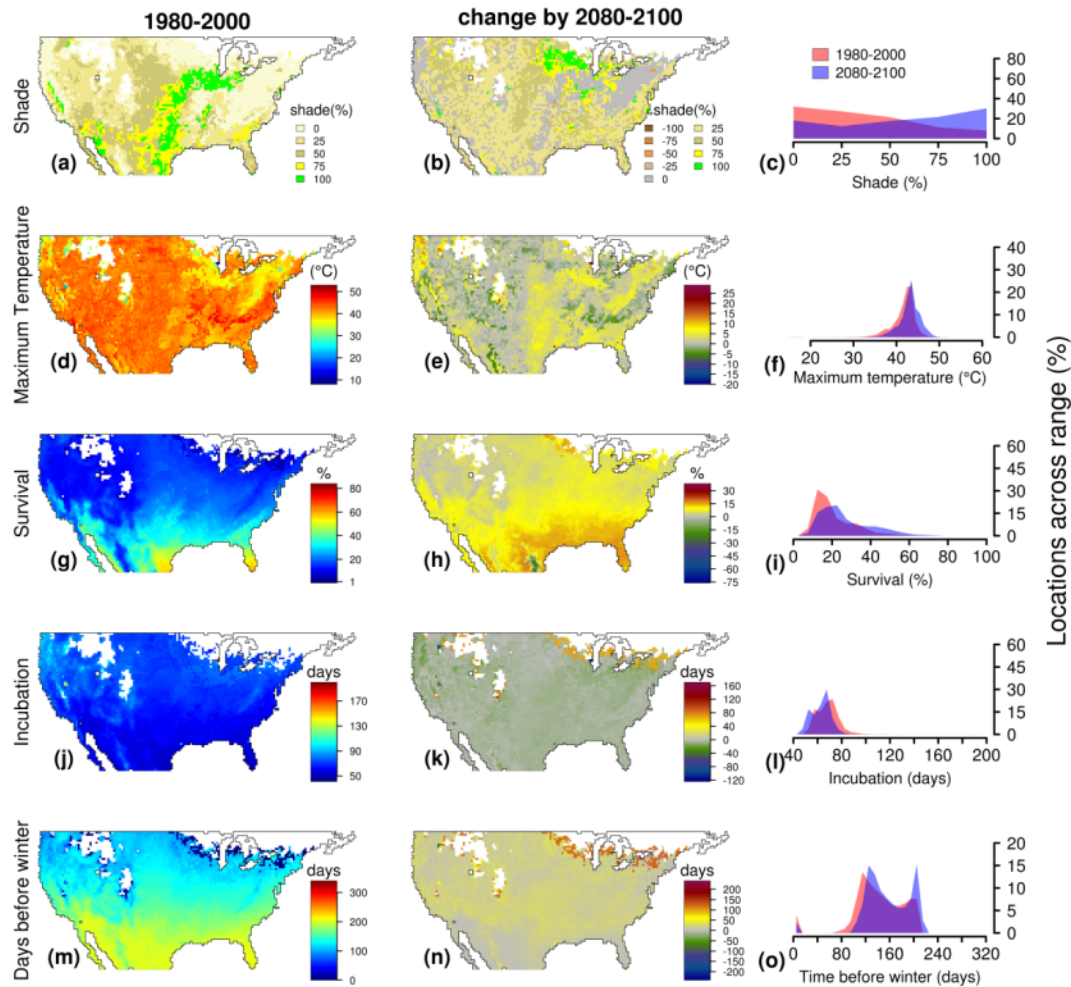 1980-2000
change by 2080-2100
Shade
shade(%)
0
25
50
75
100
(a)
shade(%)
-100
-75
-50
-25
0
25
50
75
100
(b)
1980-2000
2080-2100
80
60
40
20
0
0 25 50 75 100
(c)
Shade (%)
Maximum Temperature
(°C)
50
40
30
20
10
(d)
(°C)
25
20
15
10
5
0
-5
-10
-15
-20
(e)
40
30
20
10
0
20 30 40 50 60
(f)
Maximum temperature (°C)
Survival
%
80
60
40
20
1
(g)
%
30
15
0
-15
-30
-45
-60
-75
(h)
60
45
30
15
0
0 20 40 60 80 100
(i)
Survival (%)
Locations across range (%)
Incubation
days
170
130
90
50
(j)
days
160
120
80
40
0
-40
-80
-120
(k)
60
45
30
15
0
40 80 120 160 200
(l)
Incubation (days)
Days before winter
days
300
200
100
0
(m)
days
200
150
100
50
0
-50
-100
-150
-200
(n)
20
15
10
5
0
0 80 160 240 320
(o)
Time before winter (days)